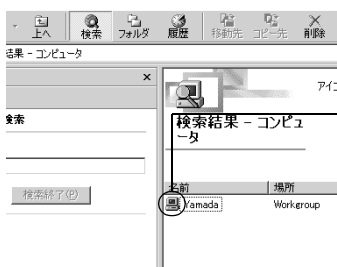 上へ 検索 フォルダ 履歴 移動先 コピー先 削除
結果 - コンピュータ
×
検索
検索終了(P)
アイコ
検索結果 - コンピュ
ータ
名前 場所
Yamada Workgroup